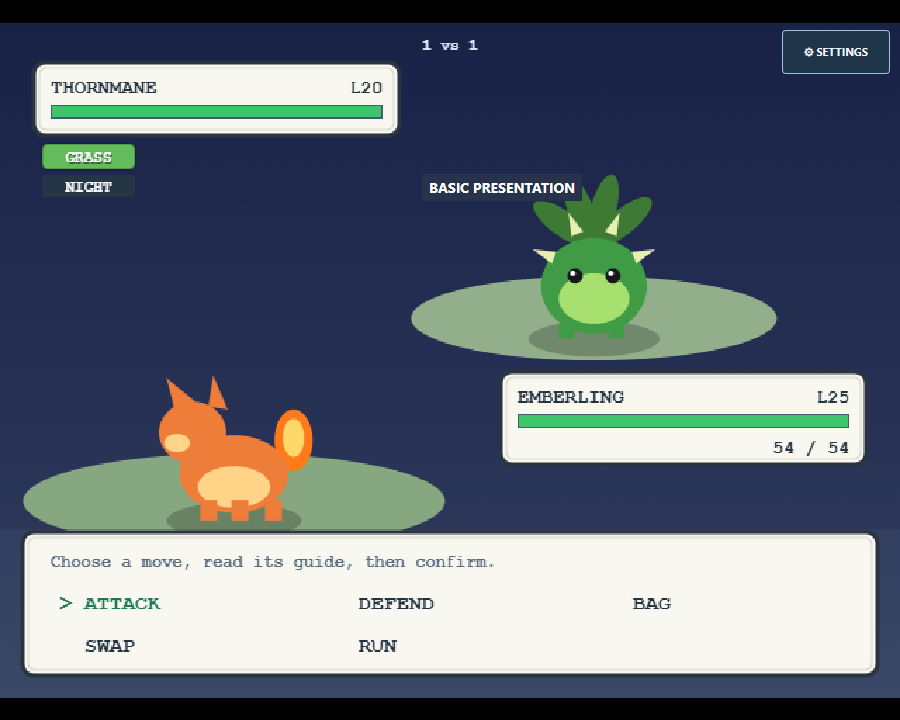 1 vs 1
⚙ SETTINGS
THORNMANE L20
GRASS
NIGHT
BASIC PRESENTATION
EMBERLING L25
54 / 54
Choose a move, read its guide, then confirm.
> ATTACK DEFEND BAG
SWAP RUN